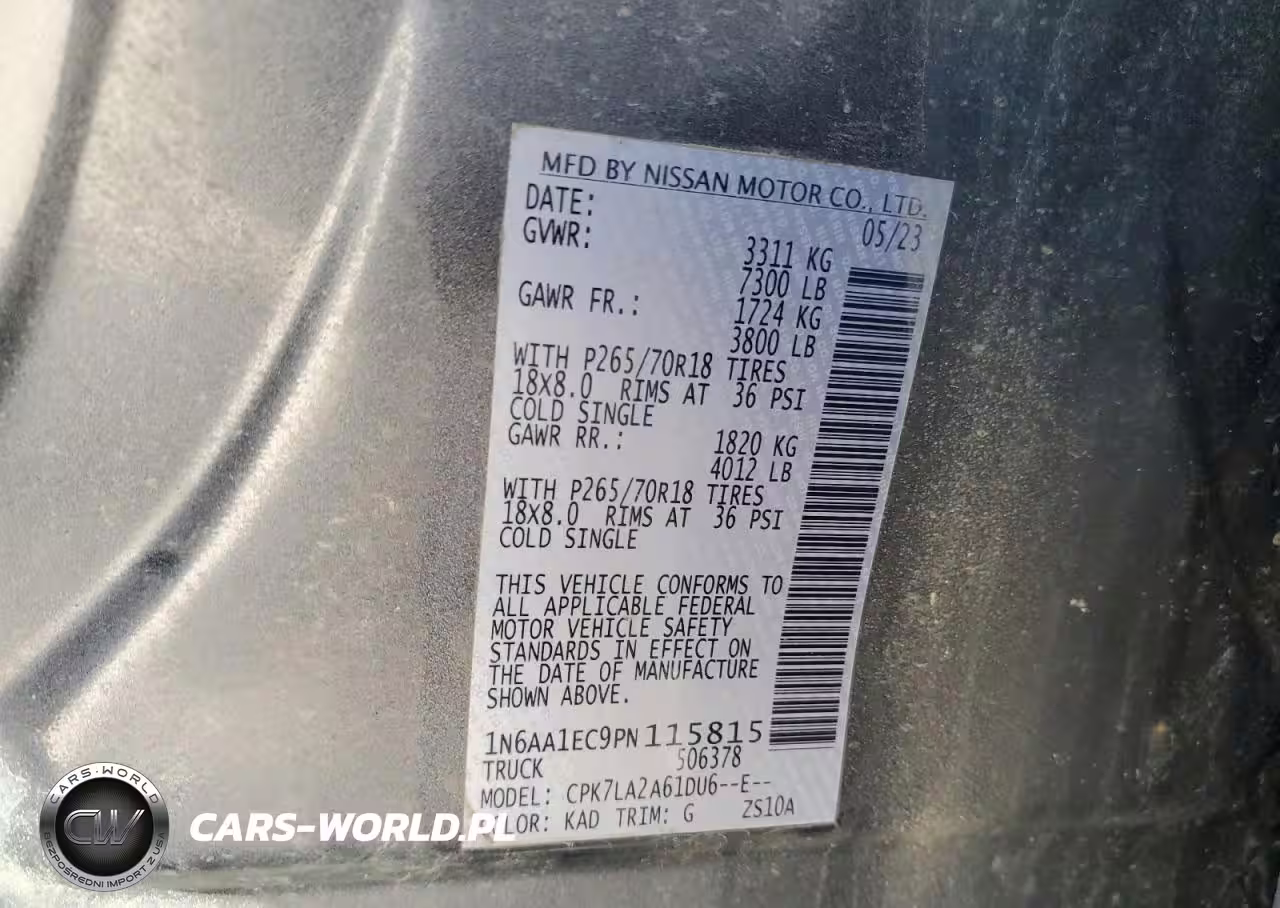 MFD BY NISSAN MOTOR CO., LTD.
DATE: 05/23
GVWR: 3311 KG
7300 LB
GAWR FR.: 1724 KG
3800 LB
WITH P265/70R18 TIRES
18X8.0 RIMS AT 36 PSI
COLD SINGLE
GAWR RR.: 1820 KG
4012 LB
WITH P265/70R18 TIRES
18X8.0 RIMS AT 36 PSI
COLD SINGLE
THIS VEHICLE CONFORMS TO
ALL APPLICABLE FEDERAL
MOTOR VEHICLE SAFETY
STANDARDS IN EFFECT ON
THE DATE OF MANUFACTURE
SHOWN ABOVE.
1N6AA1EC9PN115815
TRUCK 506378
MODEL: CPK7LA2A61DU6--E--
LOR: KAD TRIM: G ZS10A
CARS-WORLD
CW
BEZPOŚREDNI IMPORT Z USA
CARS-WORLD.PL